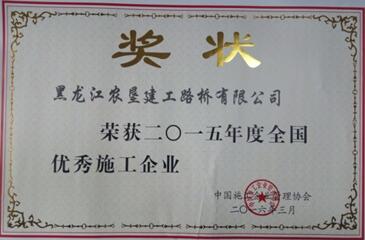 奖状
黑龙江农垦建工路桥有限公司
荣获二〇一五年度全国
优秀施工企业
中国施工企业管理协会
二〇一六年三月